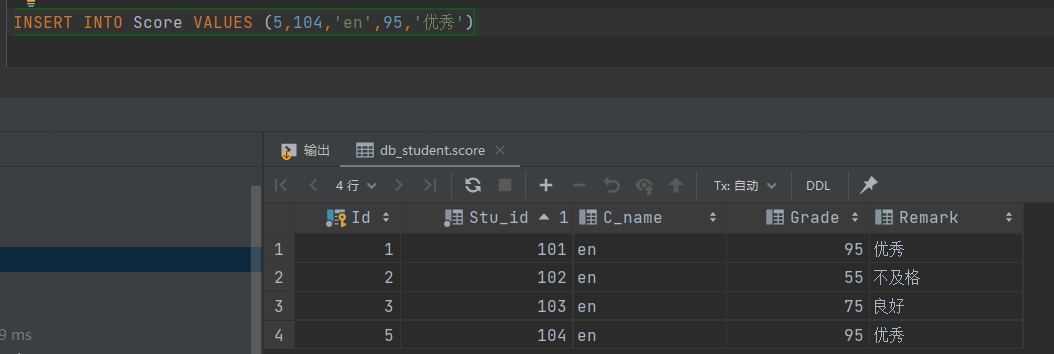 INSERT INTO Score VALUES (5,104,'en',95,'优秀')
输出 db_student.score
4 行 Tx: 自动 DDL
Id Stu_id 1 C_name Grade Remark
1 1 101 en 95 优秀
2 2 102 en 55 不及格
3 3 103 en 75 良好
9 ms
4 5 104 en 95 优秀